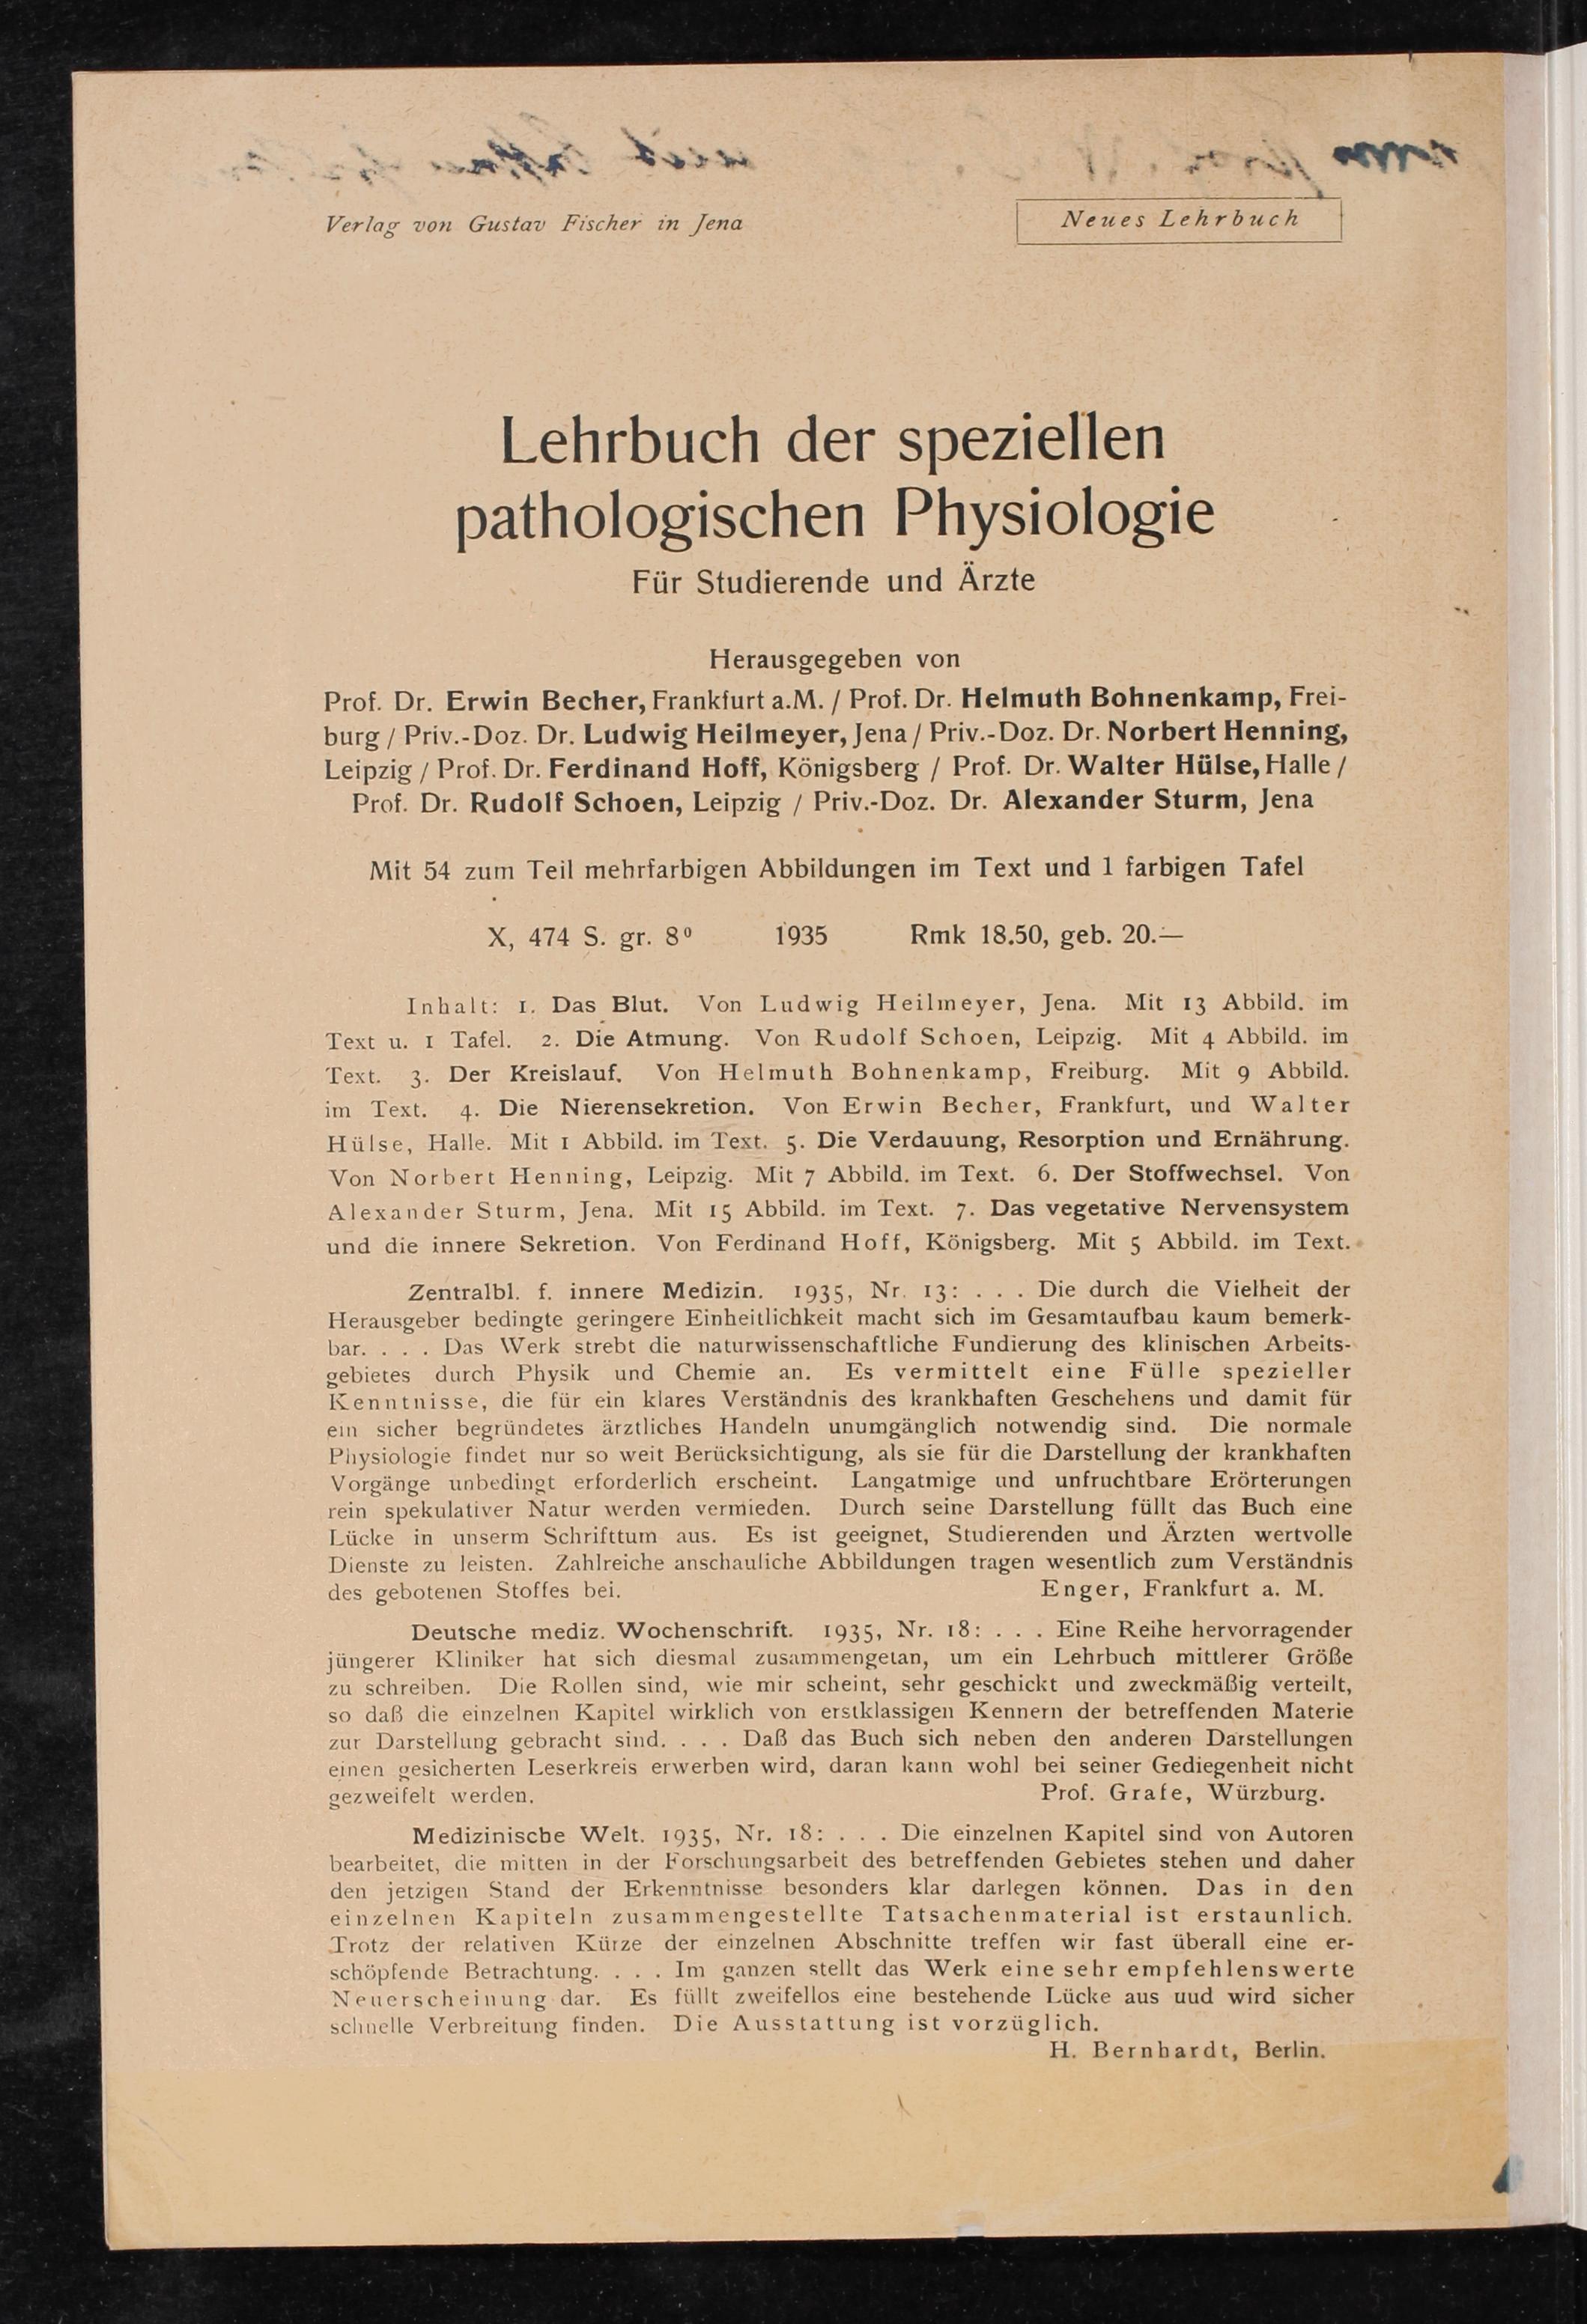 Verlag von Gustav Fischer in Jena
Neues Lehrbuch
Lehrbuch der speziellen
pathologischen Physiologie
Für Studierende und Ärzte
Herausgegeben von
Prof. Dr. Erwin Becher, Frankfurt a.M. / Prof. Dr. Helmuth Bohnenkamp, Frei-
burg / Priv.-Doz. Dr. Ludwig Heilmeyer, Jena / Priv.-Doz. Dr. Norbert Henning,
Leipzig / Prof. Dr. Ferdinand Hoff, Königsberg / Prof. Dr. Walter Hülse, Halle /
Prof. Dr. Rudolf Schoen, Leipzig / Priv.-Doz. Dr. Alexander Sturm, Jena
Mit 54 zum Teil mehrfarbigen Abbildungen im Text und 1 farbigen Tafel
X, 474 S. gr. 8⁰ 1935 Rmk 18.50, geb. 20.—
Inhalt: 1. Das Blut. Von Ludwig Heilmeyer, Jena. Mit 13 Abbild. im
Text u. 1 Tafel. 2. Die Atmung. Von Rudolf Schoen, Leipzig. Mit 4 Abbild. im
Text. 3. Der Kreislauf. Von Helmuth Bohnenkamp, Freiburg. Mit 9 Abbild.
im Text. 4. Die Nierensekretion. Von Erwin Becher, Frankfurt, und Walter
Hülse, Halle. Mit 1 Abbild. im Text. 5. Die Verdauung, Resorption und Ernährung.
Von Norbert Henning, Leipzig. Mit 7 Abbild. im Text. 6. Der Stoffwechsel. Von
Alexander Sturm, Jena. Mit 15 Abbild. im Text. 7. Das vegetative Nervensystem
und die innere Sekretion. Von Ferdinand Hoff, Königsberg. Mit 5 Abbild. im Text.
Zentralbl. f. innere Medizin. 1935, Nr. 13: . . . Die durch die Vielheit der
Herausgeber bedingte geringere Einheitlichkeit macht sich im Gesamtaufbau kaum bemerk-
bar. . . . Das Werk strebt die naturwissenschaftliche Fundierung des klinischen Arbeits-
gebietes durch Physik und Chemie an. Es vermittelt eine Fülle spezieller
Kenntnisse, die für ein klares Verständnis des krankhaften Geschehens und damit für
ein sicher begründetes ärztliches Handeln unumgänglich notwendig sind. Die normale
Physiologie findet nur so weit Berücksichtigung, als sie für die Darstellung der krankhaften
Vorgänge unbedingt erforderlich erscheint. Langatmige und unfruchtbare Erörterungen
rein spekulativer Natur werden vermieden. Durch seine Darstellung füllt das Buch eine
Lücke in unserm Schrifttum aus. Es ist geeignet, Studierenden und Ärzten wertvolle
Dienste zu leisten. Zahlreiche anschauliche Abbildungen tragen wesentlich zum Verständnis
des gebotenen Stoffes bei. Enger, Frankfurt a. M.
Deutsche mediz. Wochenschrift. 1935, Nr. 18: . . . Eine Reihe hervorragender
jüngerer Kliniker hat sich diesmal zusammengetan, um ein Lehrbuch mittlerer Größe
zu schreiben. Die Rollen sind, wie mir scheint, sehr geschickt und zweckmäßig verteilt,
so daß die einzelnen Kapitel wirklich von erstklassigen Kennern der betreffenden Materie
zur Darstellung gebracht sind. . . . Daß das Buch sich neben den anderen Darstellungen
einen gesicherten Leserkreis erwerben wird, daran kann wohl bei seiner Gediegenheit nicht
gezweifelt werden. Prof. Grafe, Würzburg.
Medizinische Welt. 1935, Nr. 18: . . . Die einzelnen Kapitel sind von Autoren
bearbeitet, die mitten in der Forschungsarbeit des betreffenden Gebietes stehen und daher
den jetzigen Stand der Erkenntnisse besonders klar darlegen können. Das in den
einzelnen Kapiteln zusammengestellte Tatsachenmaterial ist erstaunlich.
Trotz der relativen Kürze der einzelnen Abschnitte treffen wir fast überall eine er-
schöpfende Betrachtung. . . . Im ganzen stellt das Werk eine sehr empfehlenswerte
Neuerscheinung dar. Es füllt zweifellos eine bestehende Lücke aus uud wird sicher
schnelle Verbreitung finden. Die Ausstattung ist vorzüglich.
H. Bernhardt, Berlin.